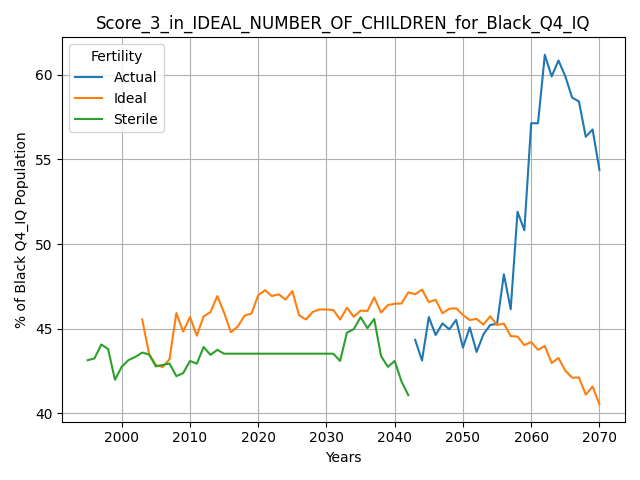 Score_3_in_IDEAL_NUMBER_OF_CHILDREN_for_Black_Q4_IQ
Fertility
Actual
Ideal
Sterile
% of Black Q4_IQ Population
60
55
50
45
40
2000
2010
2020
2030
2040
2050
2060
2070
Years